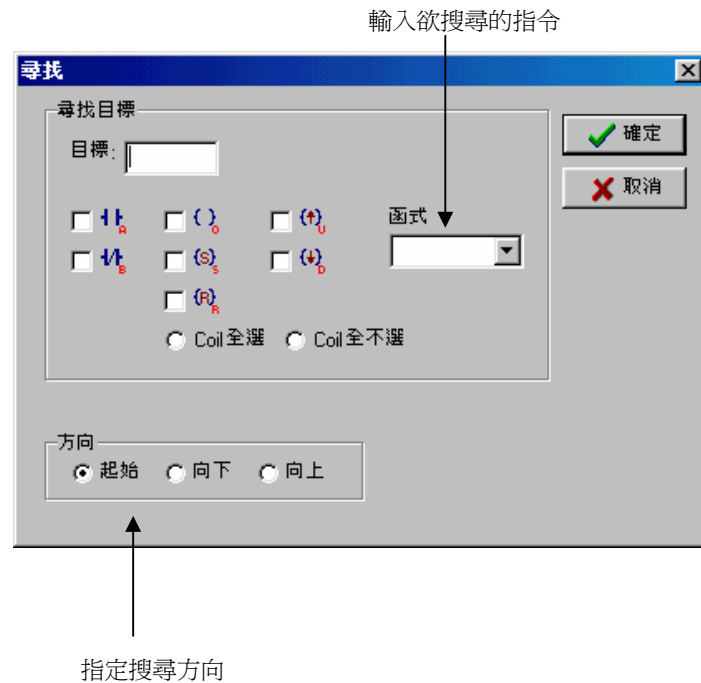 輸入欲搜尋的指令
尋找
尋找目標
確定
目標:
取消
函式
A
( )O
(↑)U
B
(S)S
(↓)D
(R)R
Coil全選 Coil全不選
方向
起始 向下 向上
指定搜尋方向